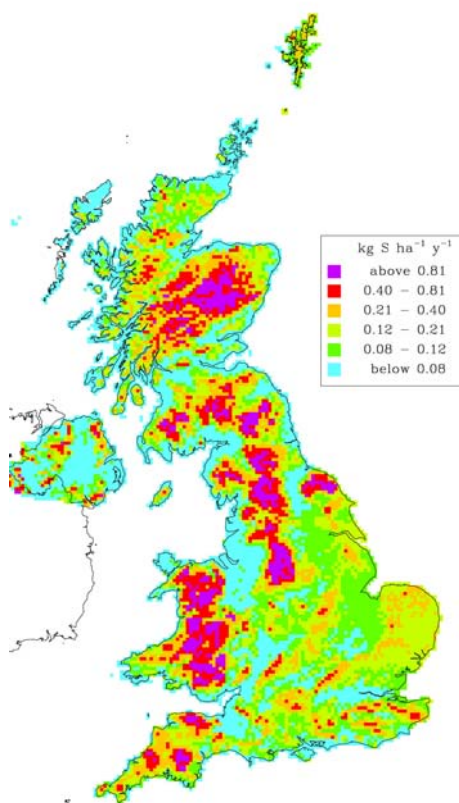 kg S ha⁻¹ y⁻¹
above 0.81
0.40 – 0.81
0.21 – 0.40
0.12 – 0.21
0.08 – 0.12
below 0.08